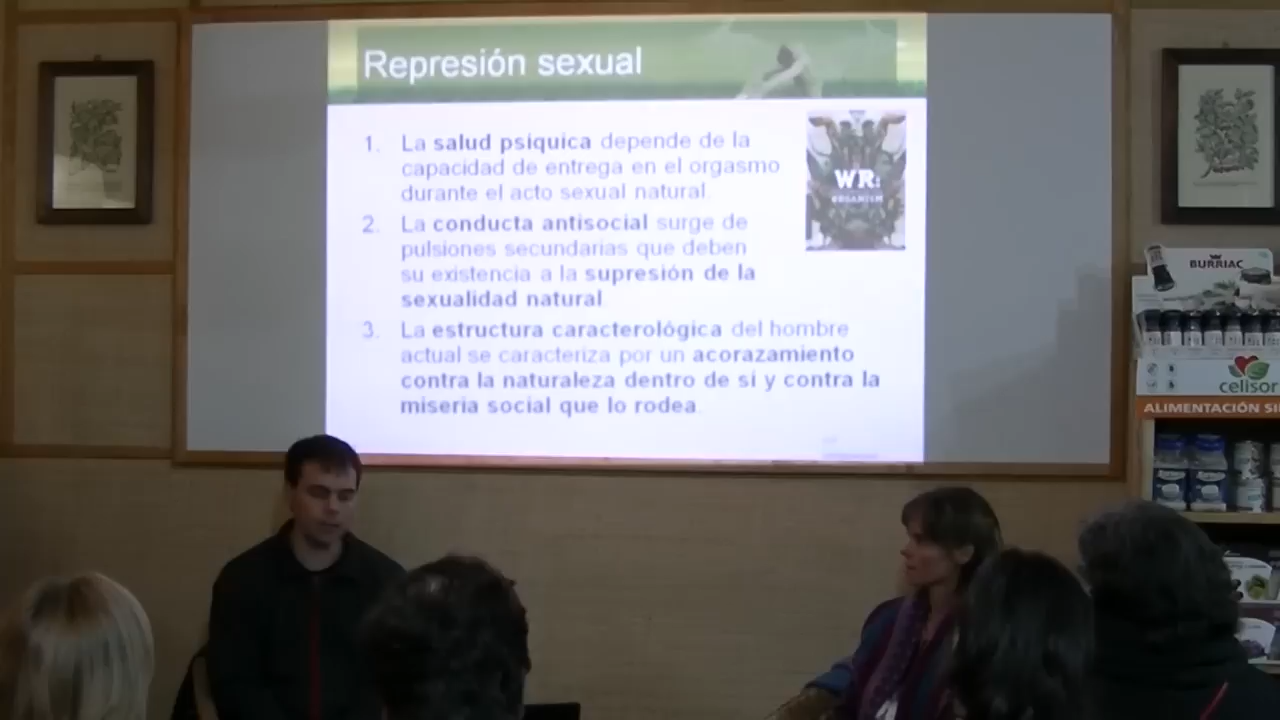 Represión sexual
1. La salud psiquica depende de la
capacidad de entrega en el orgasmo
durante el acto sexual natural.
2. La conducta antisocial surge de
pulsiones secundarias que deben
su existencia a la supresión de la
sexualidad natural.
3. La estructura caracterológica del hombre
actual se caracteriza por un acorazamiento
contra la naturaleza dentro de sí y contra la
miseria social que lo rodea.
WR:
ORGANISM
BURRIAC
celisor
ALIMENTACIÓN SI